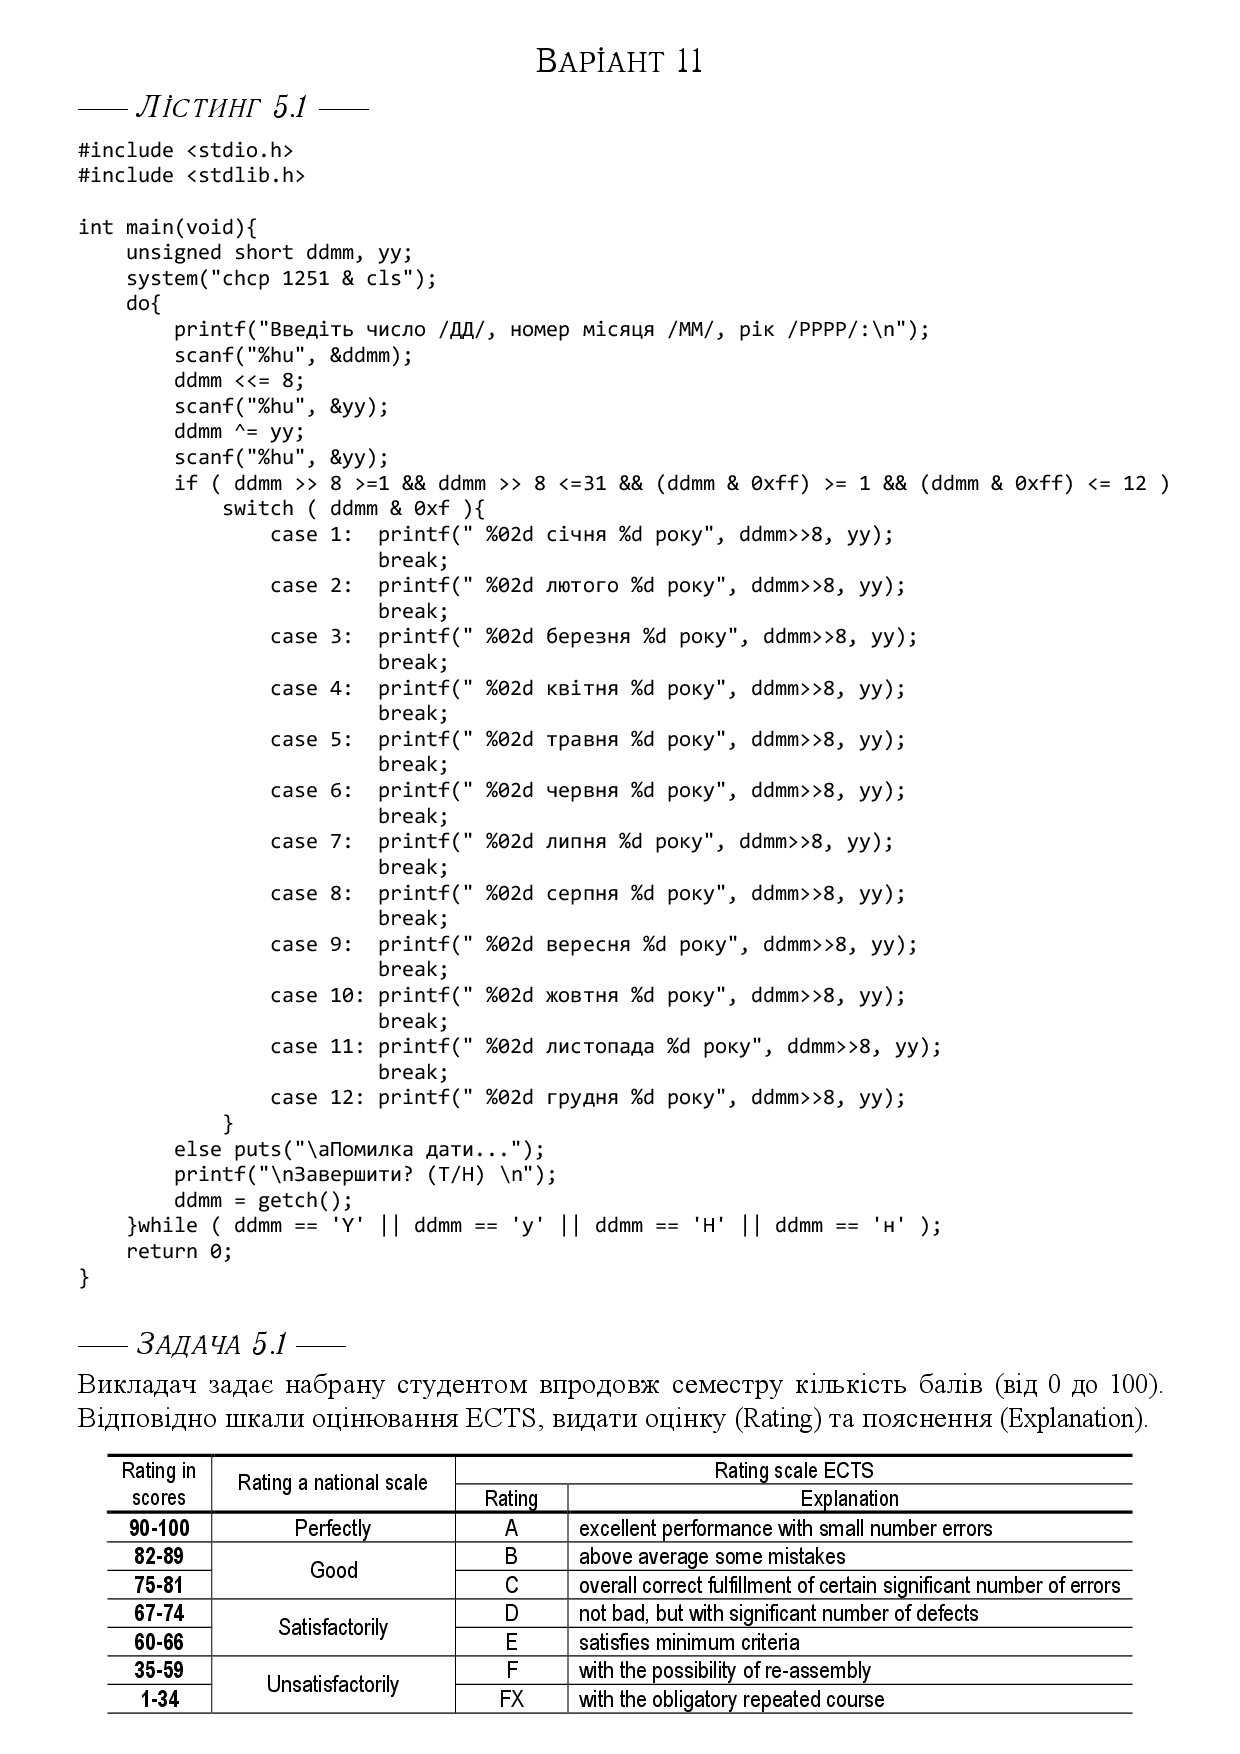 ВАРІАНТ 11
ЛІСТИНГ 5.1
#include <stdio.h>
#include <stdlib.h>
int main(void){
    unsigned short ddmm, yy;
    system("chcp 1251 & cls");
    do{
        printf("Введіть число /ДД/, номер місяця /ММ/, рік /РРРР/:\n");
        scanf("%hu", &ddmm);
        ddmm <<= 8;
        scanf("%hu", &yy);
        ddmm ^= yy;
        scanf("%hu", &yy);
        if ( ddmm >> 8 >=1 && ddmm >> 8 <=31 && (ddmm & 0xff) >= 1 && (ddmm & 0xff) <= 12 )
            switch ( ddmm & 0xf ){
                case 1:  printf(" %02d січня %d року", ddmm>>8, yy);
                         break;
                case 2:  printf(" %02d лютого %d року", ddmm>>8, yy);
                         break;
                case 3:  printf(" %02d березня %d року", ddmm>>8, yy);
                         break;
                case 4:  printf(" %02d квітня %d року", ddmm>>8, yy);
                         break;
                case 5:  printf(" %02d травня %d року", ddmm>>8, yy);
                         break;
                case 6:  printf(" %02d червня %d року", ddmm>>8, yy);
                         break;
                case 7:  printf(" %02d липня %d року", ddmm>>8, yy);
                         break;
                case 8:  printf(" %02d серпня %d року", ddmm>>8, yy);
                         break;
                case 9:  printf(" %02d вересня %d року", ddmm>>8, yy);
                         break;
                case 10: printf(" %02d жовтня %d року", ddmm>>8, yy);
                         break;
                case 11: printf(" %02d листопада %d року", ddmm>>8, yy);
                         break;
                case 12: printf(" %02d грудня %d року", ddmm>>8, yy);
            }
        else puts("\aПомилка дати...");
        printf("\nЗавершити? (Т/Н) \n");
        ddmm = getch();
    }while ( ddmm == 'Y' || ddmm == 'y' || ddmm == 'Н' || ddmm == 'н' );
    return 0;
}
ЗАДАЧА 5.1
Викладач задає набрану студентом впродовж семестру кількість балів (від 0 до 100).
Відповідно шкали оцінювання ECTS, видати оцінку (Rating) та пояснення (Explanation).
Rating in scores | Rating a national scale | Rating scale ECTS
Rating | Explanation
90-100 | Perfectly | A | excellent performance with small number errors
82-89 | Good | B | above average some mistakes
75-81 | C | overall correct fulfillment of certain significant number of errors
67-74 | Satisfactorily | D | not bad, but with significant number of defects
60-66 | E | satisfies minimum criteria
35-59 | Unsatisfactorily | F | with the possibility of re-assembly
1-34 | FX | with the obligatory repeated course